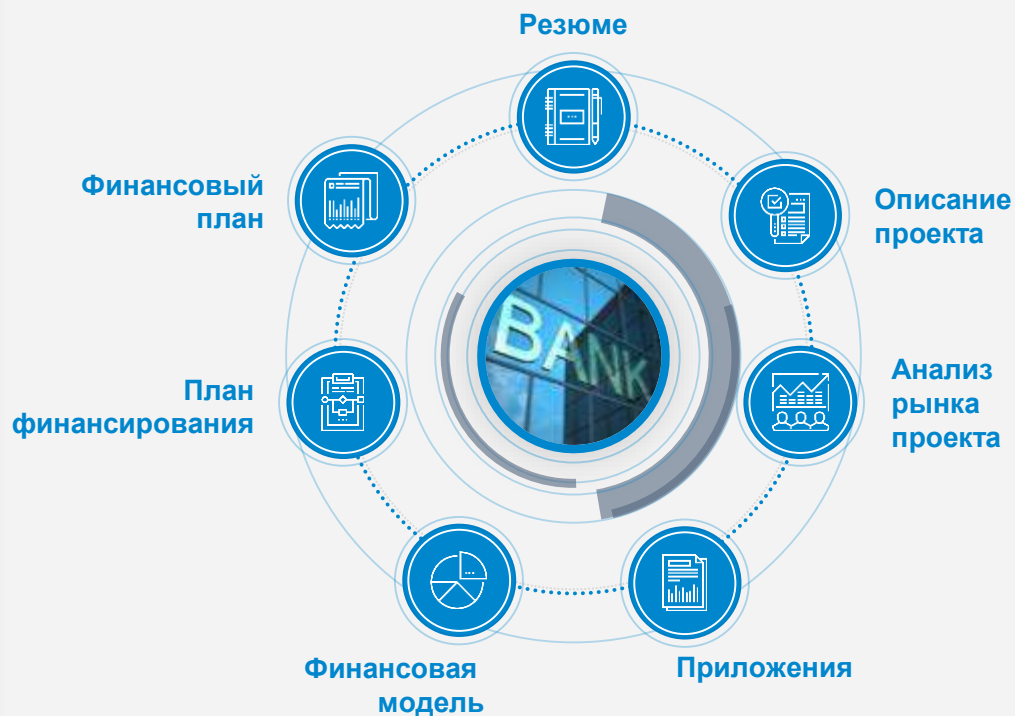 Резюме
Описание
проекта
Анализ
рынка
проекта
Приложения
Финансовая
модель
План
финансирования
Финансовый
план
BANK